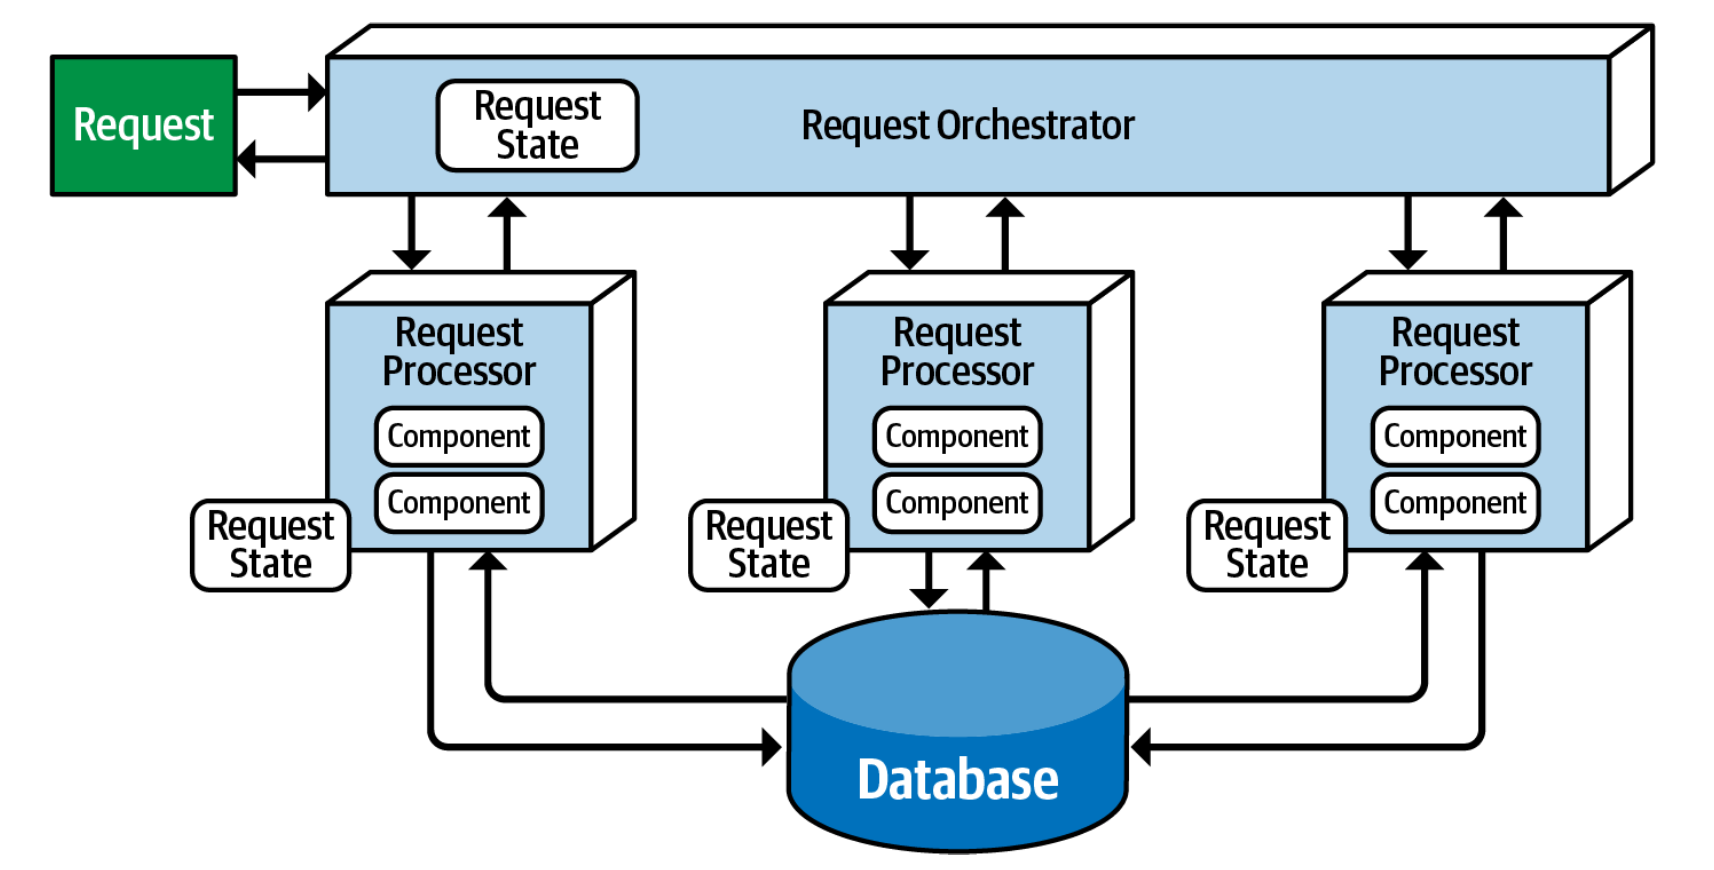 Request
Request
State
Request Orchestrator
Request
Processor
Component
Component
Request
State
Request
Processor
Component
Component
Request
State
Request
Processor
Component
Component
Request
State
Database